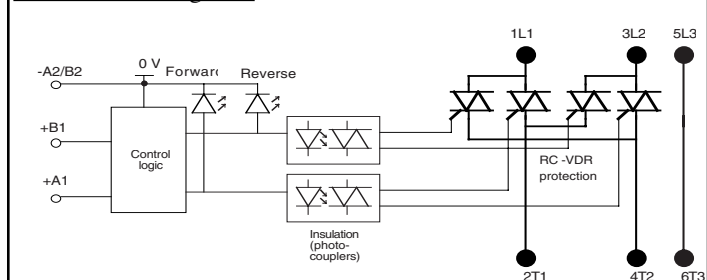 1L1
3L2
5L3
0 V
Forward
Reverse
-A2/B2
+B1
Control
logic
+A1
RC -VDR
protection
Insulation
(photo-
couplers)
2T1
4T2
6T3